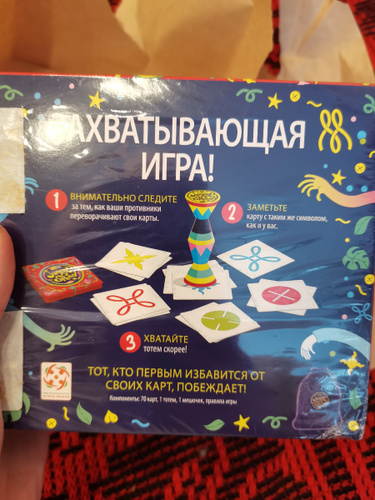 ЗАХВАТЫВАЮЩАЯ
ИГРА!
1 ВНИМАТЕЛЬНО СЛЕДИТЕ
за тем, как ваши противники
переворачивают свои карты.
2 ЗАМЕТЬТЕ
карту с таким же символом,
как и у вас.
3 ХВАТАЙТЕ
тотем скорее!
ТОТ, КТО ПЕРВЫМ ИЗБАВИТСЯ ОТ
СВОИХ КАРТ, ПОБЕЖДАЕТ!
Компоненты: 70 карт, 1 тотем, 1 мешочек, правила игры